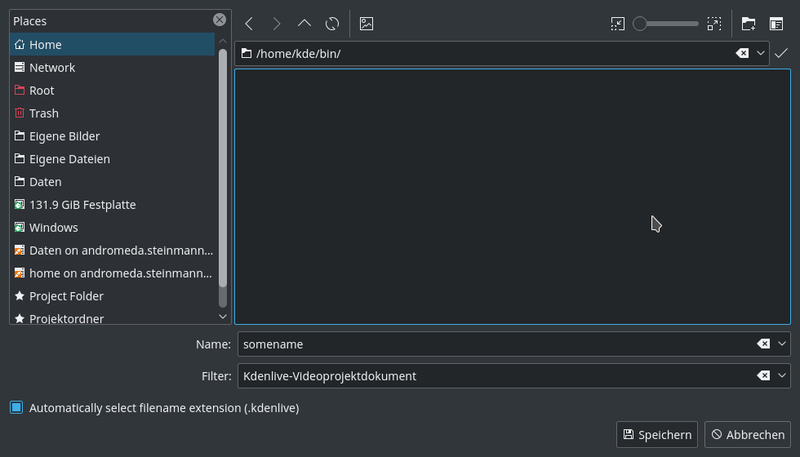 Places
Home
Network
Root
Trash
Eigene Bilder
Eigene Dateien
Daten
131.9 GiB Festplatte
Windows
Daten on andromeda.steinmann...
home on andromeda.steinmann...
Project Folder
Projektordner
/home/kde/bin/
Name: somename
Filter: Kdenlive-Videoprojektdokument
Automatically select filename extension (.kdenlive)
Speichern Abbrechen